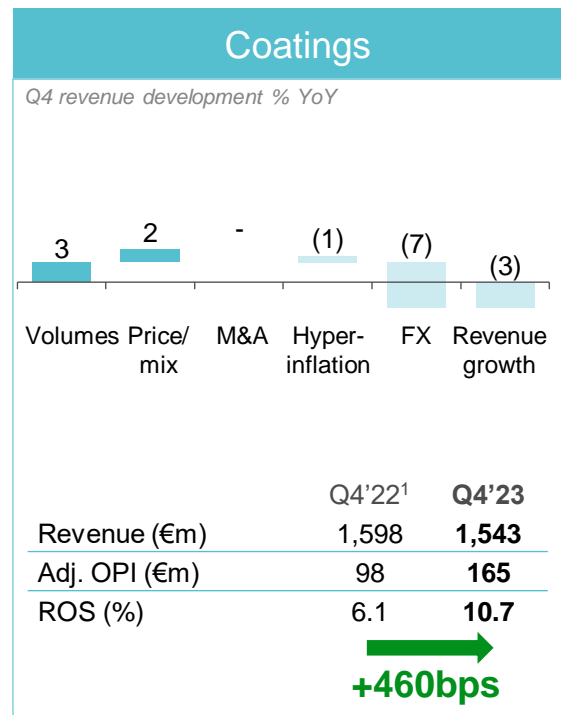 Coatings
Q4 revenue development % YoY
3 2 - (1) (7) (3)
Volumes Price/ M&A Hyper- FX Revenue
mix inflation growth
Q4’22¹ Q4’23
Revenue (€m) 1,598 1,543
Adj. OPI (€m) 98 165
ROS (%) 6.1 10.7
+460bps